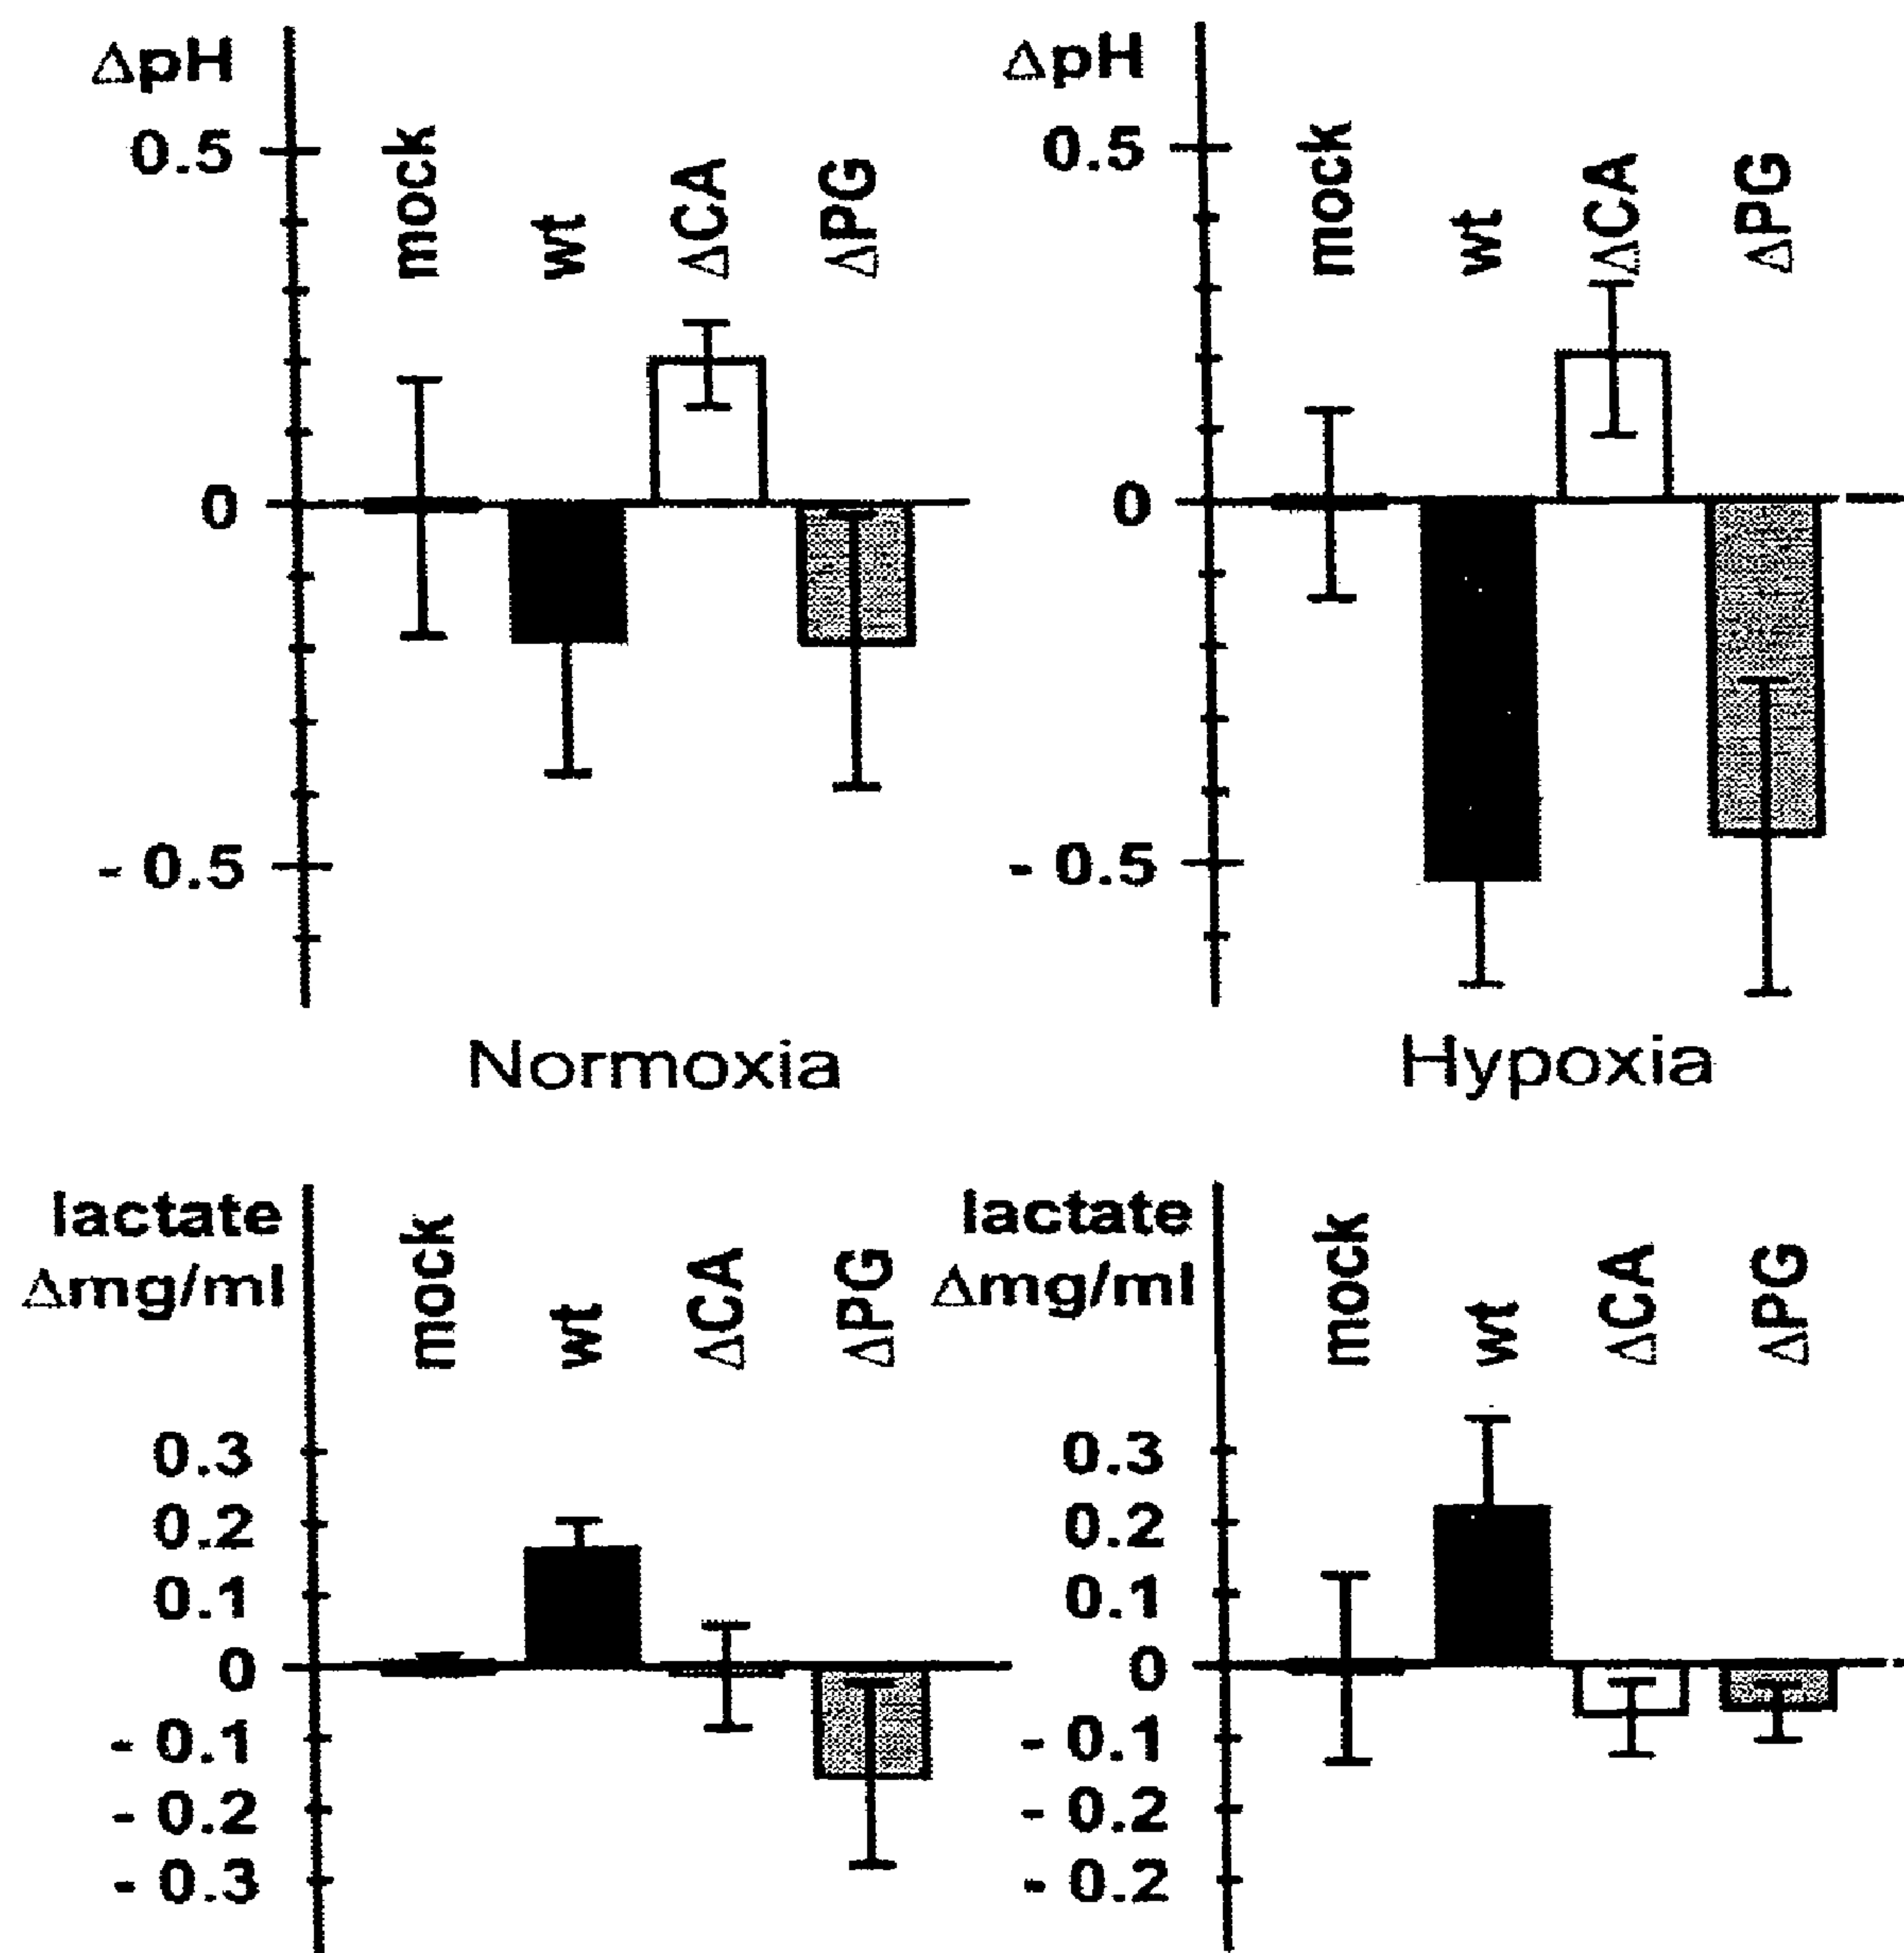 ΔpH
0.5
0
- 0.5
mock
wt
ΔCA
ΔPG
Normoxia
ΔpH
0.5
0
- 0.5
mock
wt
ΔCA
ΔPG
Hypoxia
lactate
Δmg/ml
0.3
0.2
0.1
0
- 0.1
- 0.2
- 0.3
mock
wt
ΔCA
ΔPG
lactate
Δmg/ml
0.3
0.2
0.1
0
- 0.1
- 0.2
- 0.2
mock
wt
ΔCA
ΔPG